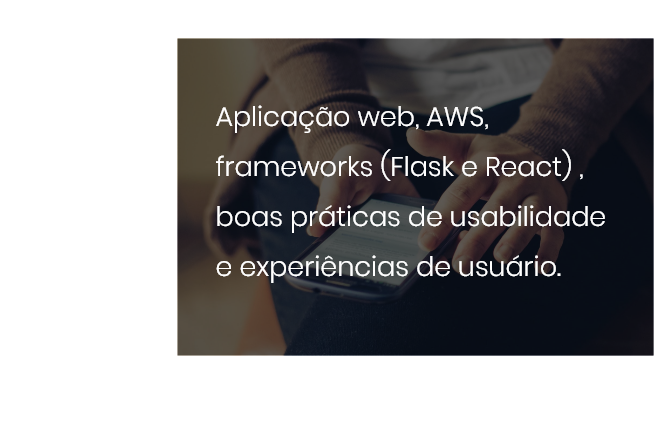 Aplicação web, AWS,
frameworks (Flask e React) ,
boas práticas de usabilidade
e experiências de usuário.